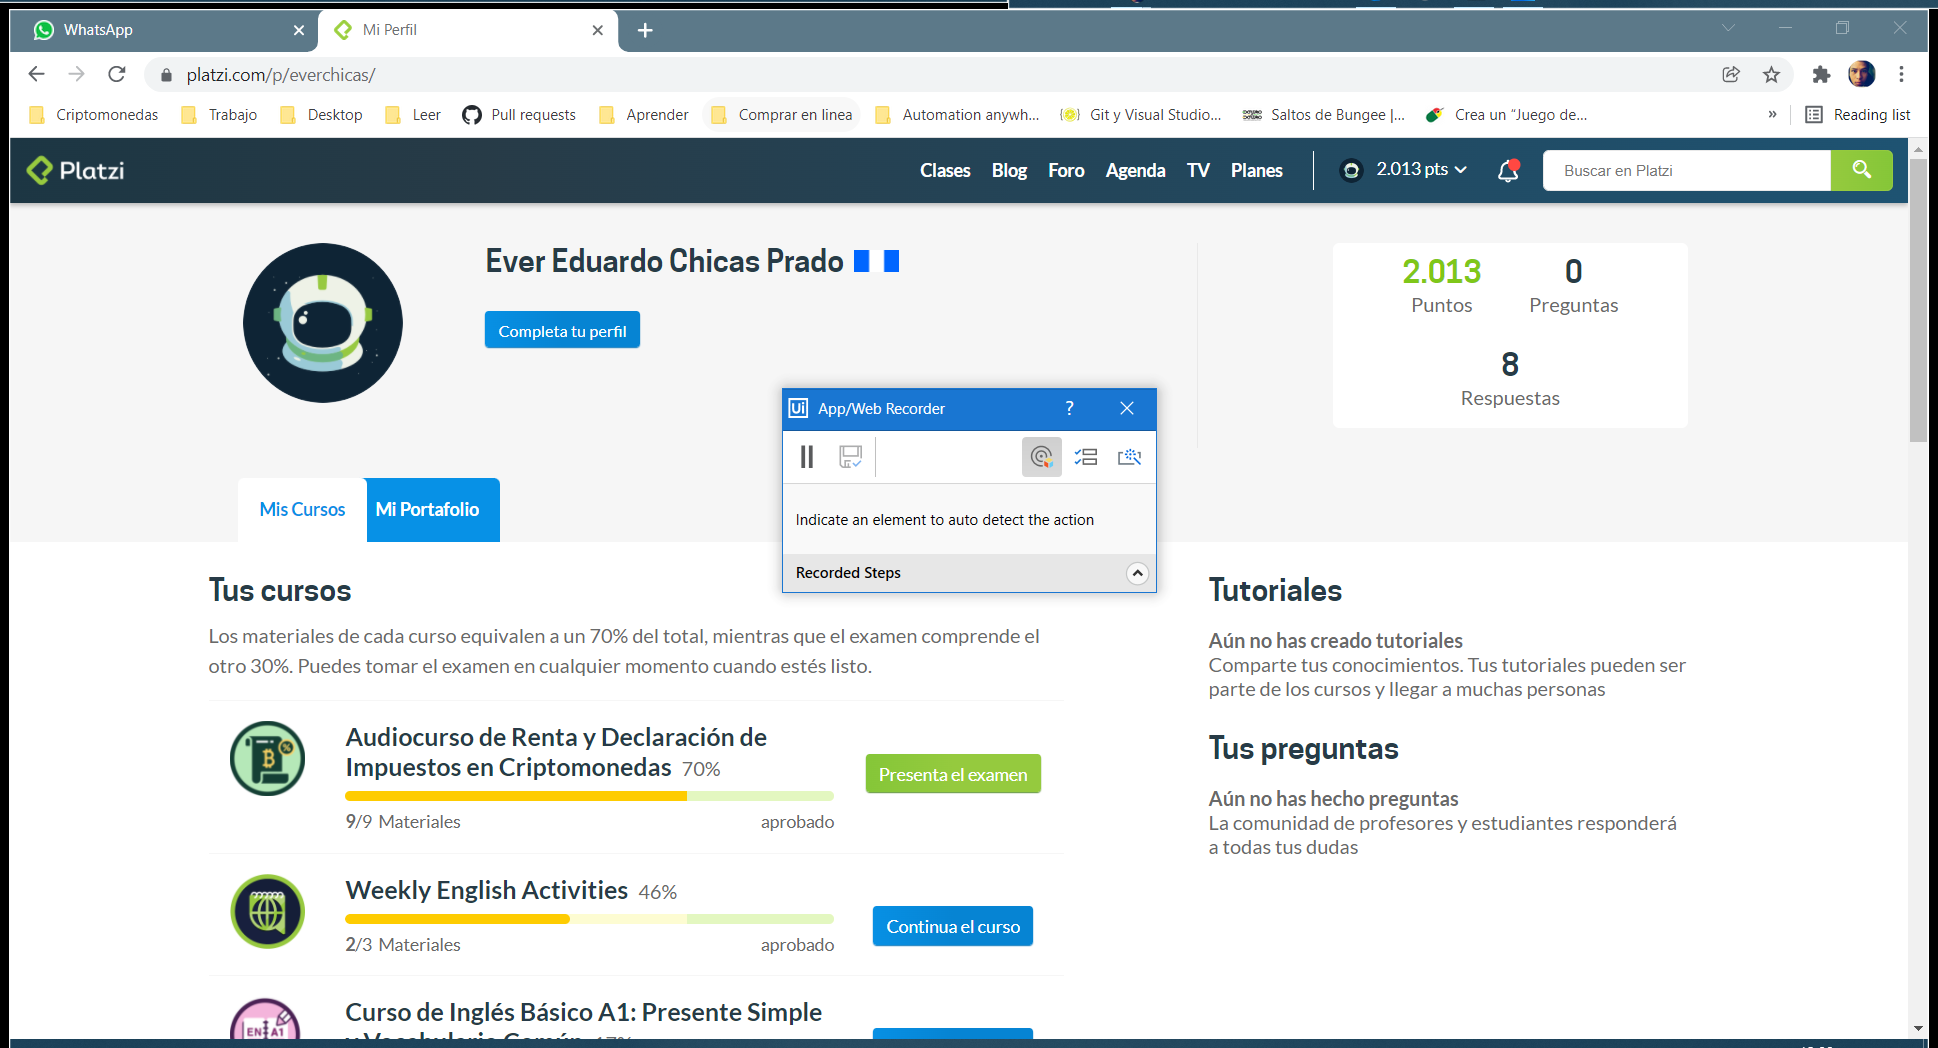 WhatsApp
Mi Perfil
platzi.com/p/everchicas/
Criptomonedas
Trabajo
Desktop
Leer
Pull requests
Aprender
Comprar en linea
Automation anywh...
Git y Visual Studio...
Saltos de Bungee |...
Crea un "Juego de...
»
Reading list
Platzi
Clases
Blog
Foro
Agenda
TV
Planes
2.013 pts
Buscar en Platzi
Ever Eduardo Chicas Prado
Completa tu perfil
2.013
Puntos
0
Preguntas
8
Respuestas
Ui App/Web Recorder ?
Indicate an element to auto detect the action
Recorded Steps
Mis Cursos
Mi Portafolio
Tus cursos
Los materiales de cada curso equivalen a un 70% del total, mientras que el examen comprende el
otro 30%. Puedes tomar el examen en cualquier momento cuando estés listo.
Audiocurso de Renta y Declaración de
Impuestos en Criptomonedas 70%
9/9 Materiales
aprobado
Presenta el examen
Weekly English Activities 46%
2/3 Materiales
aprobado
Continua el curso
EN A1
Curso de Inglés Básico A1: Presente Simple
y Vocabulario Común 17%
Tutoriales
Aún no has creado tutoriales
Comparte tus conocimientos. Tus tutoriales pueden ser
parte de los cursos y llegar a muchas personas
Tus preguntas
Aún no has hecho preguntas
La comunidad de profesores y estudiantes responderá
a todas tus dudas